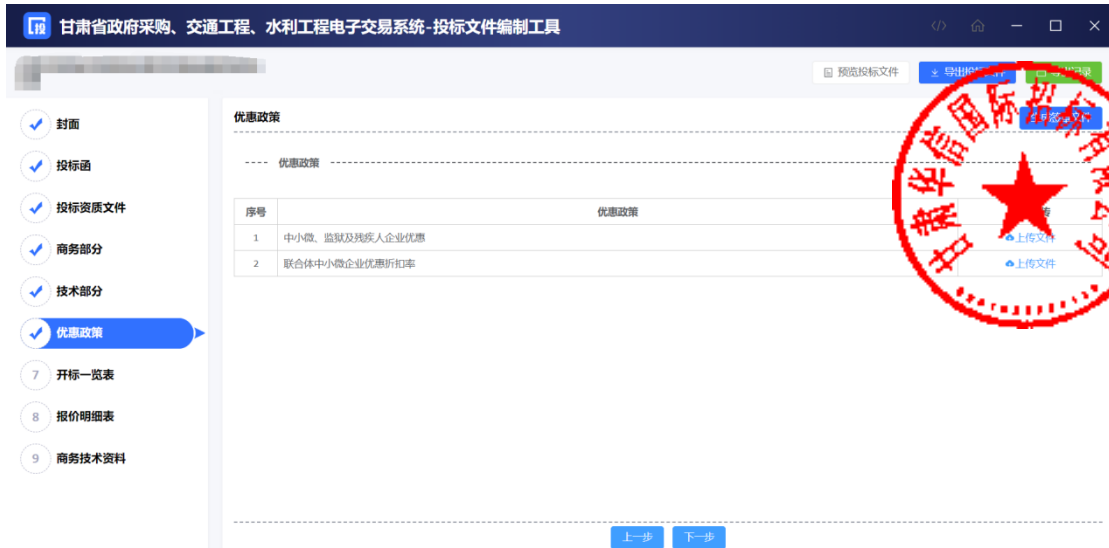 投 甘肃省政府采购、交通工程、水利工程电子交易系统-投标文件编制工具
预览投标文件
封面
投标函
投标资质文件
商务部分
技术部分
优惠政策
7 开标一览表
8 报价明细表
9 商务技术资料
优惠政策
优惠政策
序号 优惠政策
1 中小微、监狱及残疾人企业优惠 上传文件
2 联合体中小微企业优惠折扣率 上传文件
上一步 下一步
甘肃华信国际招标有限公司